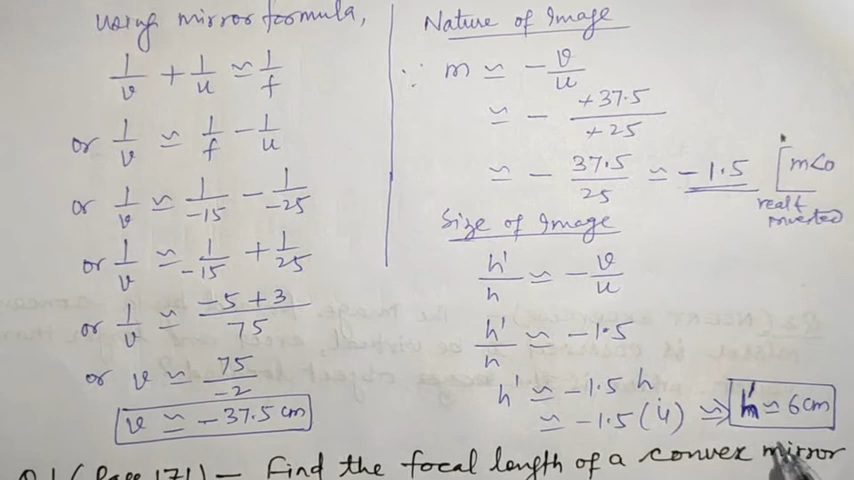 using mirror formula,
1/v + 1/u ≃ 1/f
or 1/v ≃ 1/f - 1/u
or 1/v ≃ 1/-15 - 1/-25
or 1/v ≃ 1/-15 + 1/25
or 1/v ≃ -5 + 3/75
or v ≃ 75/-2
v ≃ -37.5 cm
Nature of Image
∵ m ≃ - v/u
≃ - +37.5/+25
≃ - 37.5/25 ≃ -1.5 [m<0
real &
inverted
Size of Image
h'/h ≃ - v/u
h'/h ≃ -1.5
h' ≃ -1.5 h
≃ -1.5 (4) ⇒ h' ≃ 6cm
(Page 171) - Find the focal length of a convex mirror